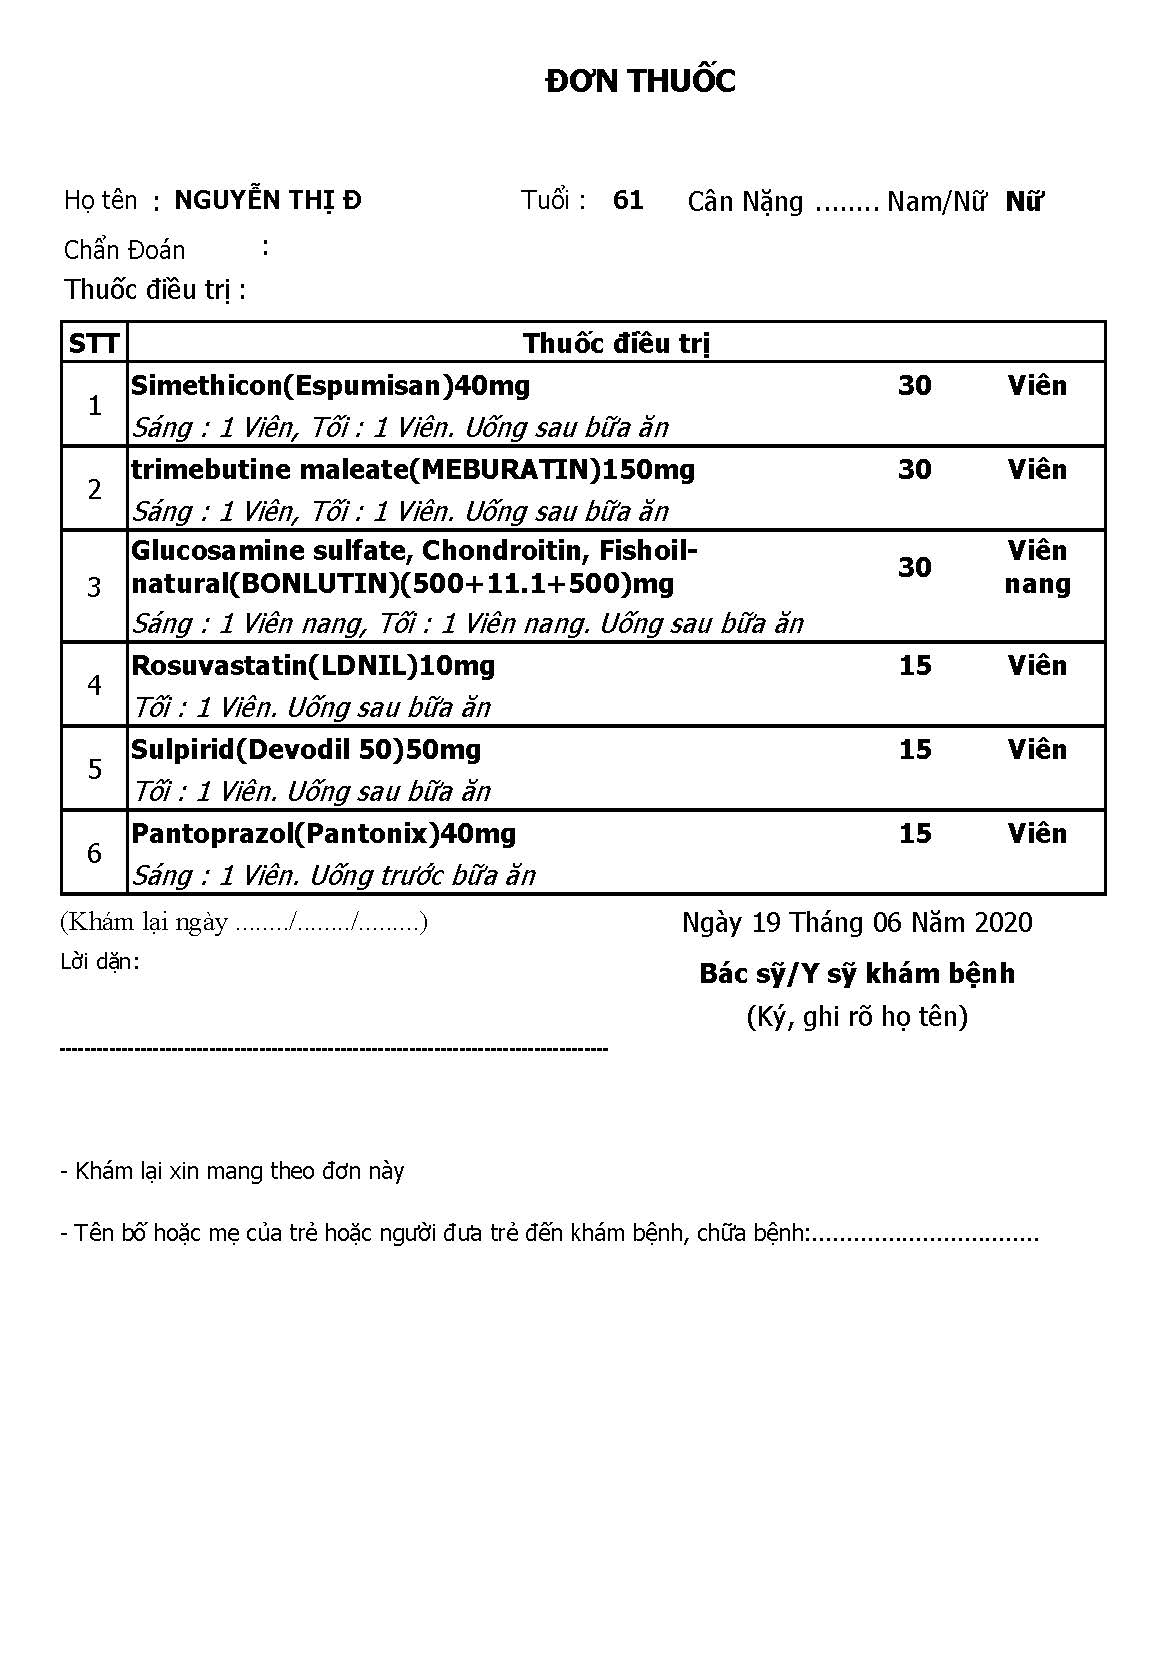 ĐƠN THUỐC
Họ tên : NGUYỄN THỊ Đ Tuổi : 61 Cân Nặng ........ Nam/Nữ Nữ
Chẩn Đoán :
Thuốc điều trị :
STT Thuốc điều trị
1 Simethicon(Espumisan)40mg 30 Viên
Sáng : 1 Viên, Tối : 1 Viên. Uống sau bữa ăn
2 trimebutine maleate(MEBURATIN)150mg 30 Viên
Sáng : 1 Viên, Tối : 1 Viên. Uống sau bữa ăn
3 Glucosamine sulfate, Chondroitin, Fishoil- 30 Viên
natural(BONLUTIN)(500+11.1+500)mg nang
Sáng : 1 Viên nang, Tối : 1 Viên nang. Uống sau bữa ăn
4 Rosuvastatin(LDNIL)10mg 15 Viên
Tối : 1 Viên. Uống sau bữa ăn
5 Sulpirid(Devodil 50)50mg 15 Viên
Tối : 1 Viên. Uống sau bữa ăn
6 Pantoprazol(Pantonix)40mg 15 Viên
Sáng : 1 Viên. Uống trước bữa ăn
(Khám lại ngày ......../......../.........) Ngày 19 Tháng 06 Năm 2020
Lời dặn:
Bác sỹ/Y sỹ khám bệnh
(Ký, ghi rõ họ tên)
- Khám lại xin mang theo đơn này
- Tên bố hoặc mẹ của trẻ hoặc người đưa trẻ đến khám bệnh, chữa bệnh:.................................